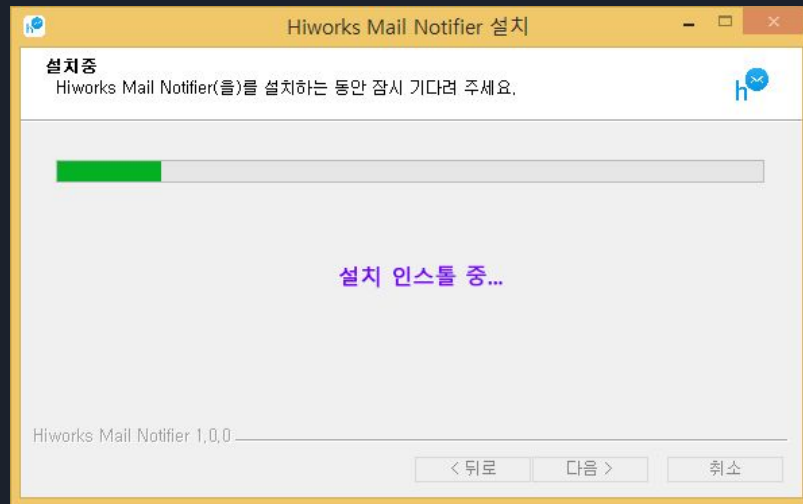 Hiworks Mail Notifier 설치
설치중
Hiworks Mail Notifier(을)를 설치하는 동안 잠시 기다려 주세요.
h
설치 인스톨 중...
Hiworks Mail Notifier 1,0,0
< 뒤로 다음 > 취소